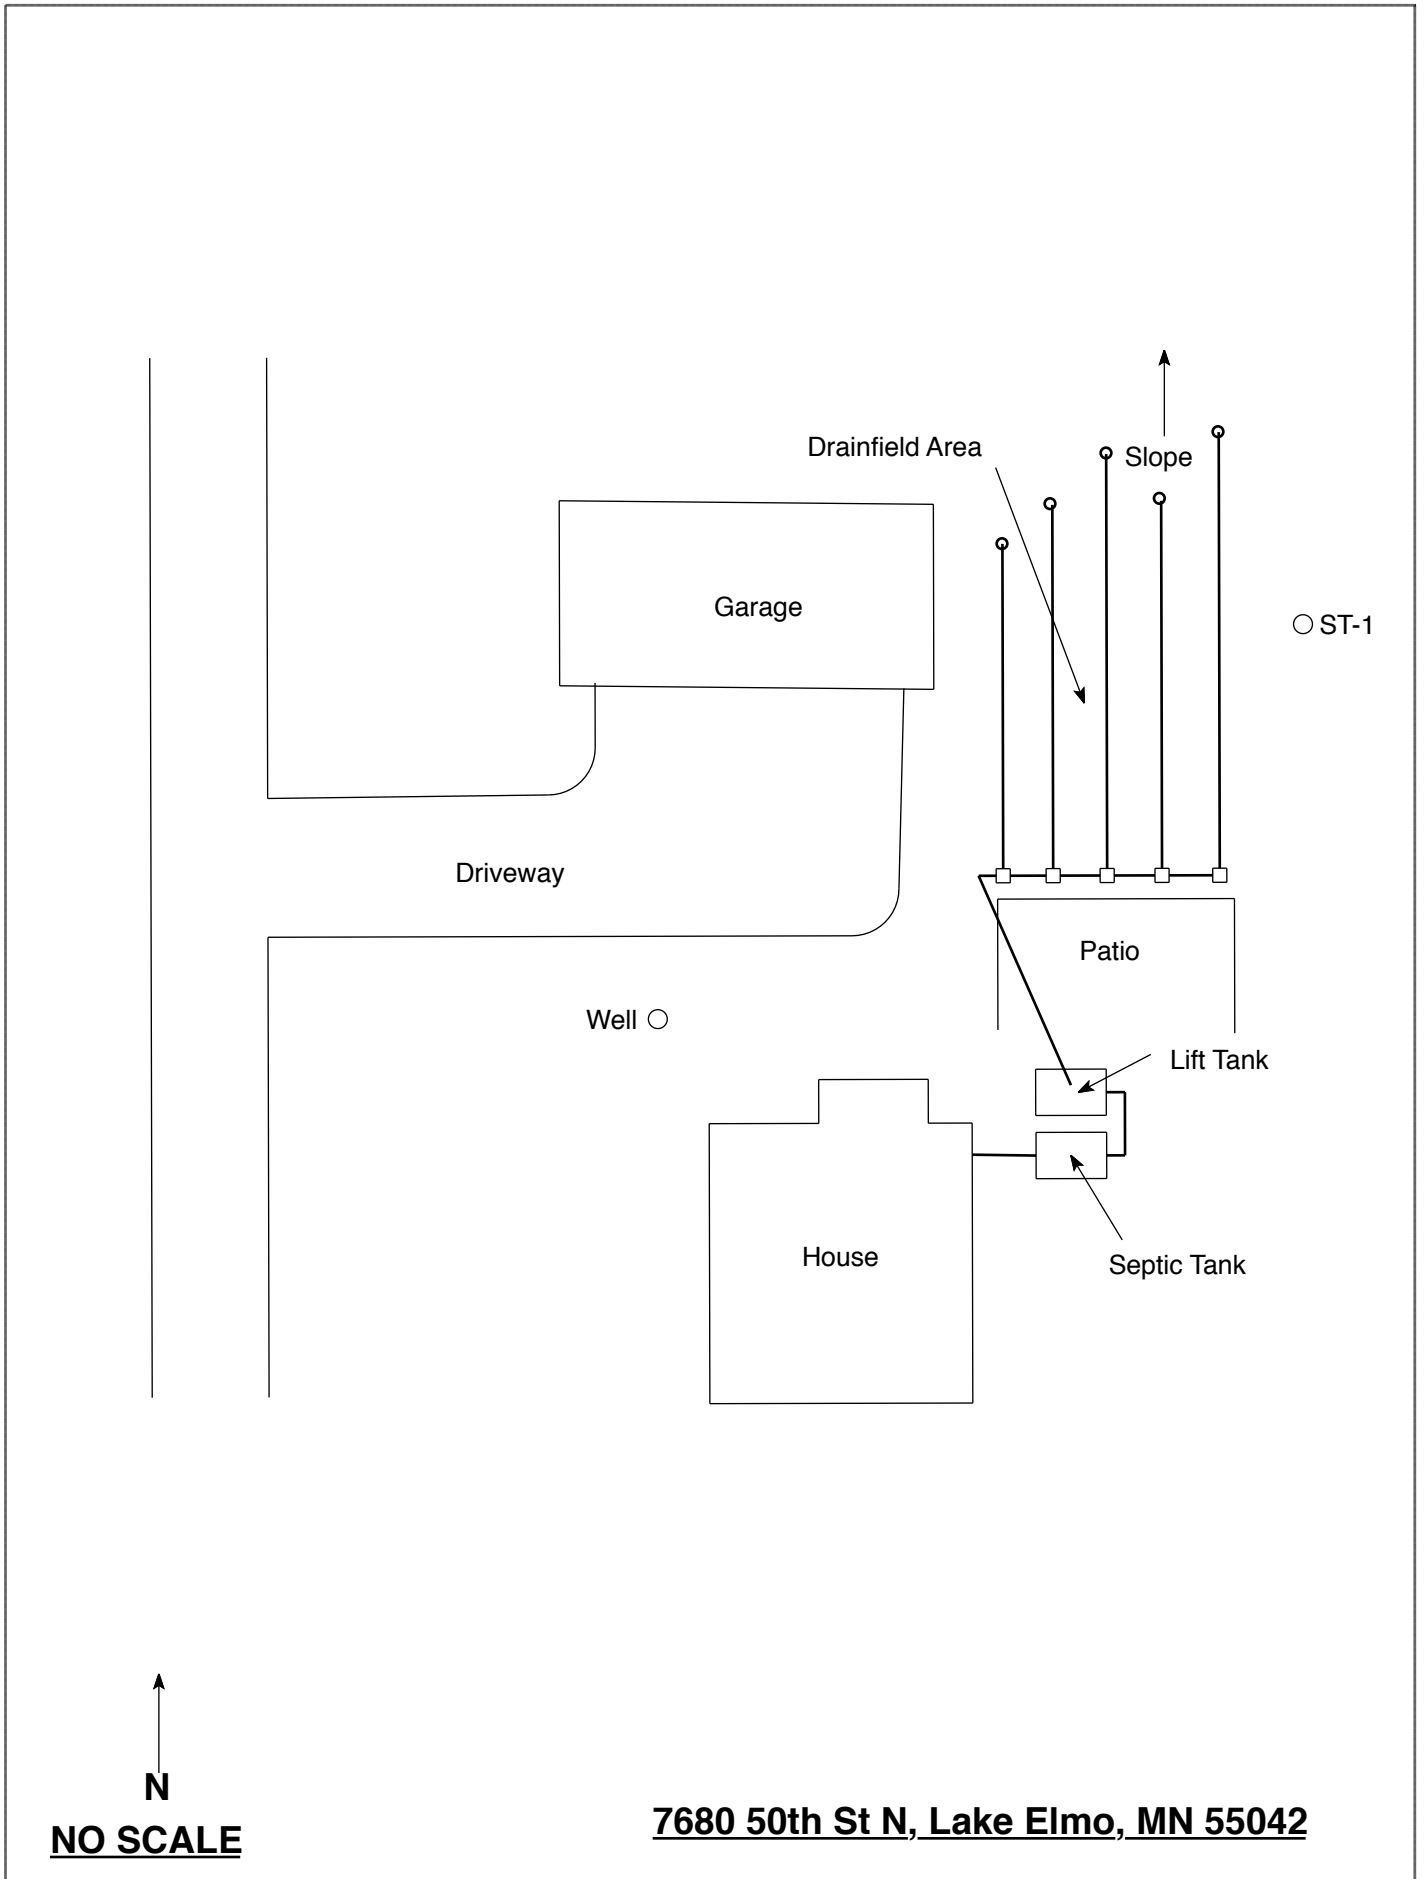 Drainfield Area
Slope
Garage
ST-1
Driveway
Patio
Well
Lift Tank
House
Septic Tank
N
NO SCALE
7680 50th St N, Lake Elmo, MN 55042